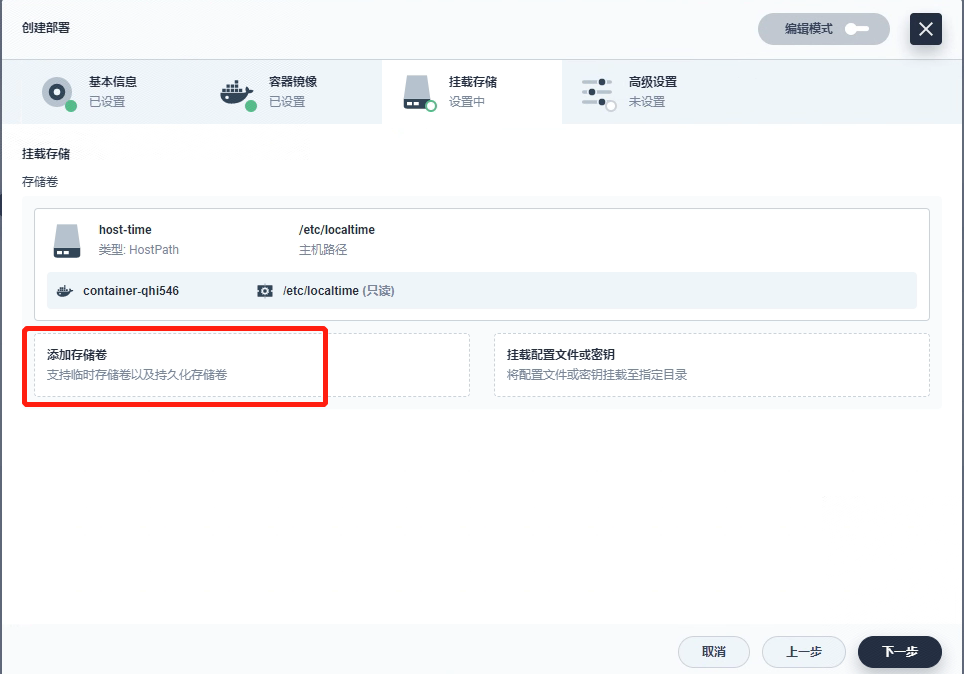 创建部署
编辑模式
基本信息
已设置
容器镜像
已设置
挂载存储
设置中
高级设置
未设置
挂载存储
存储卷
host-time
类型: HostPath
/etc/localtime
主机路径
container-qhi546
/etc/localtime (只读)
添加存储卷
支持临时存储卷以及持久化存储卷
挂载配置文件或密钥
将配置文件或密钥挂载至指定目录
取消
上一步
下一步